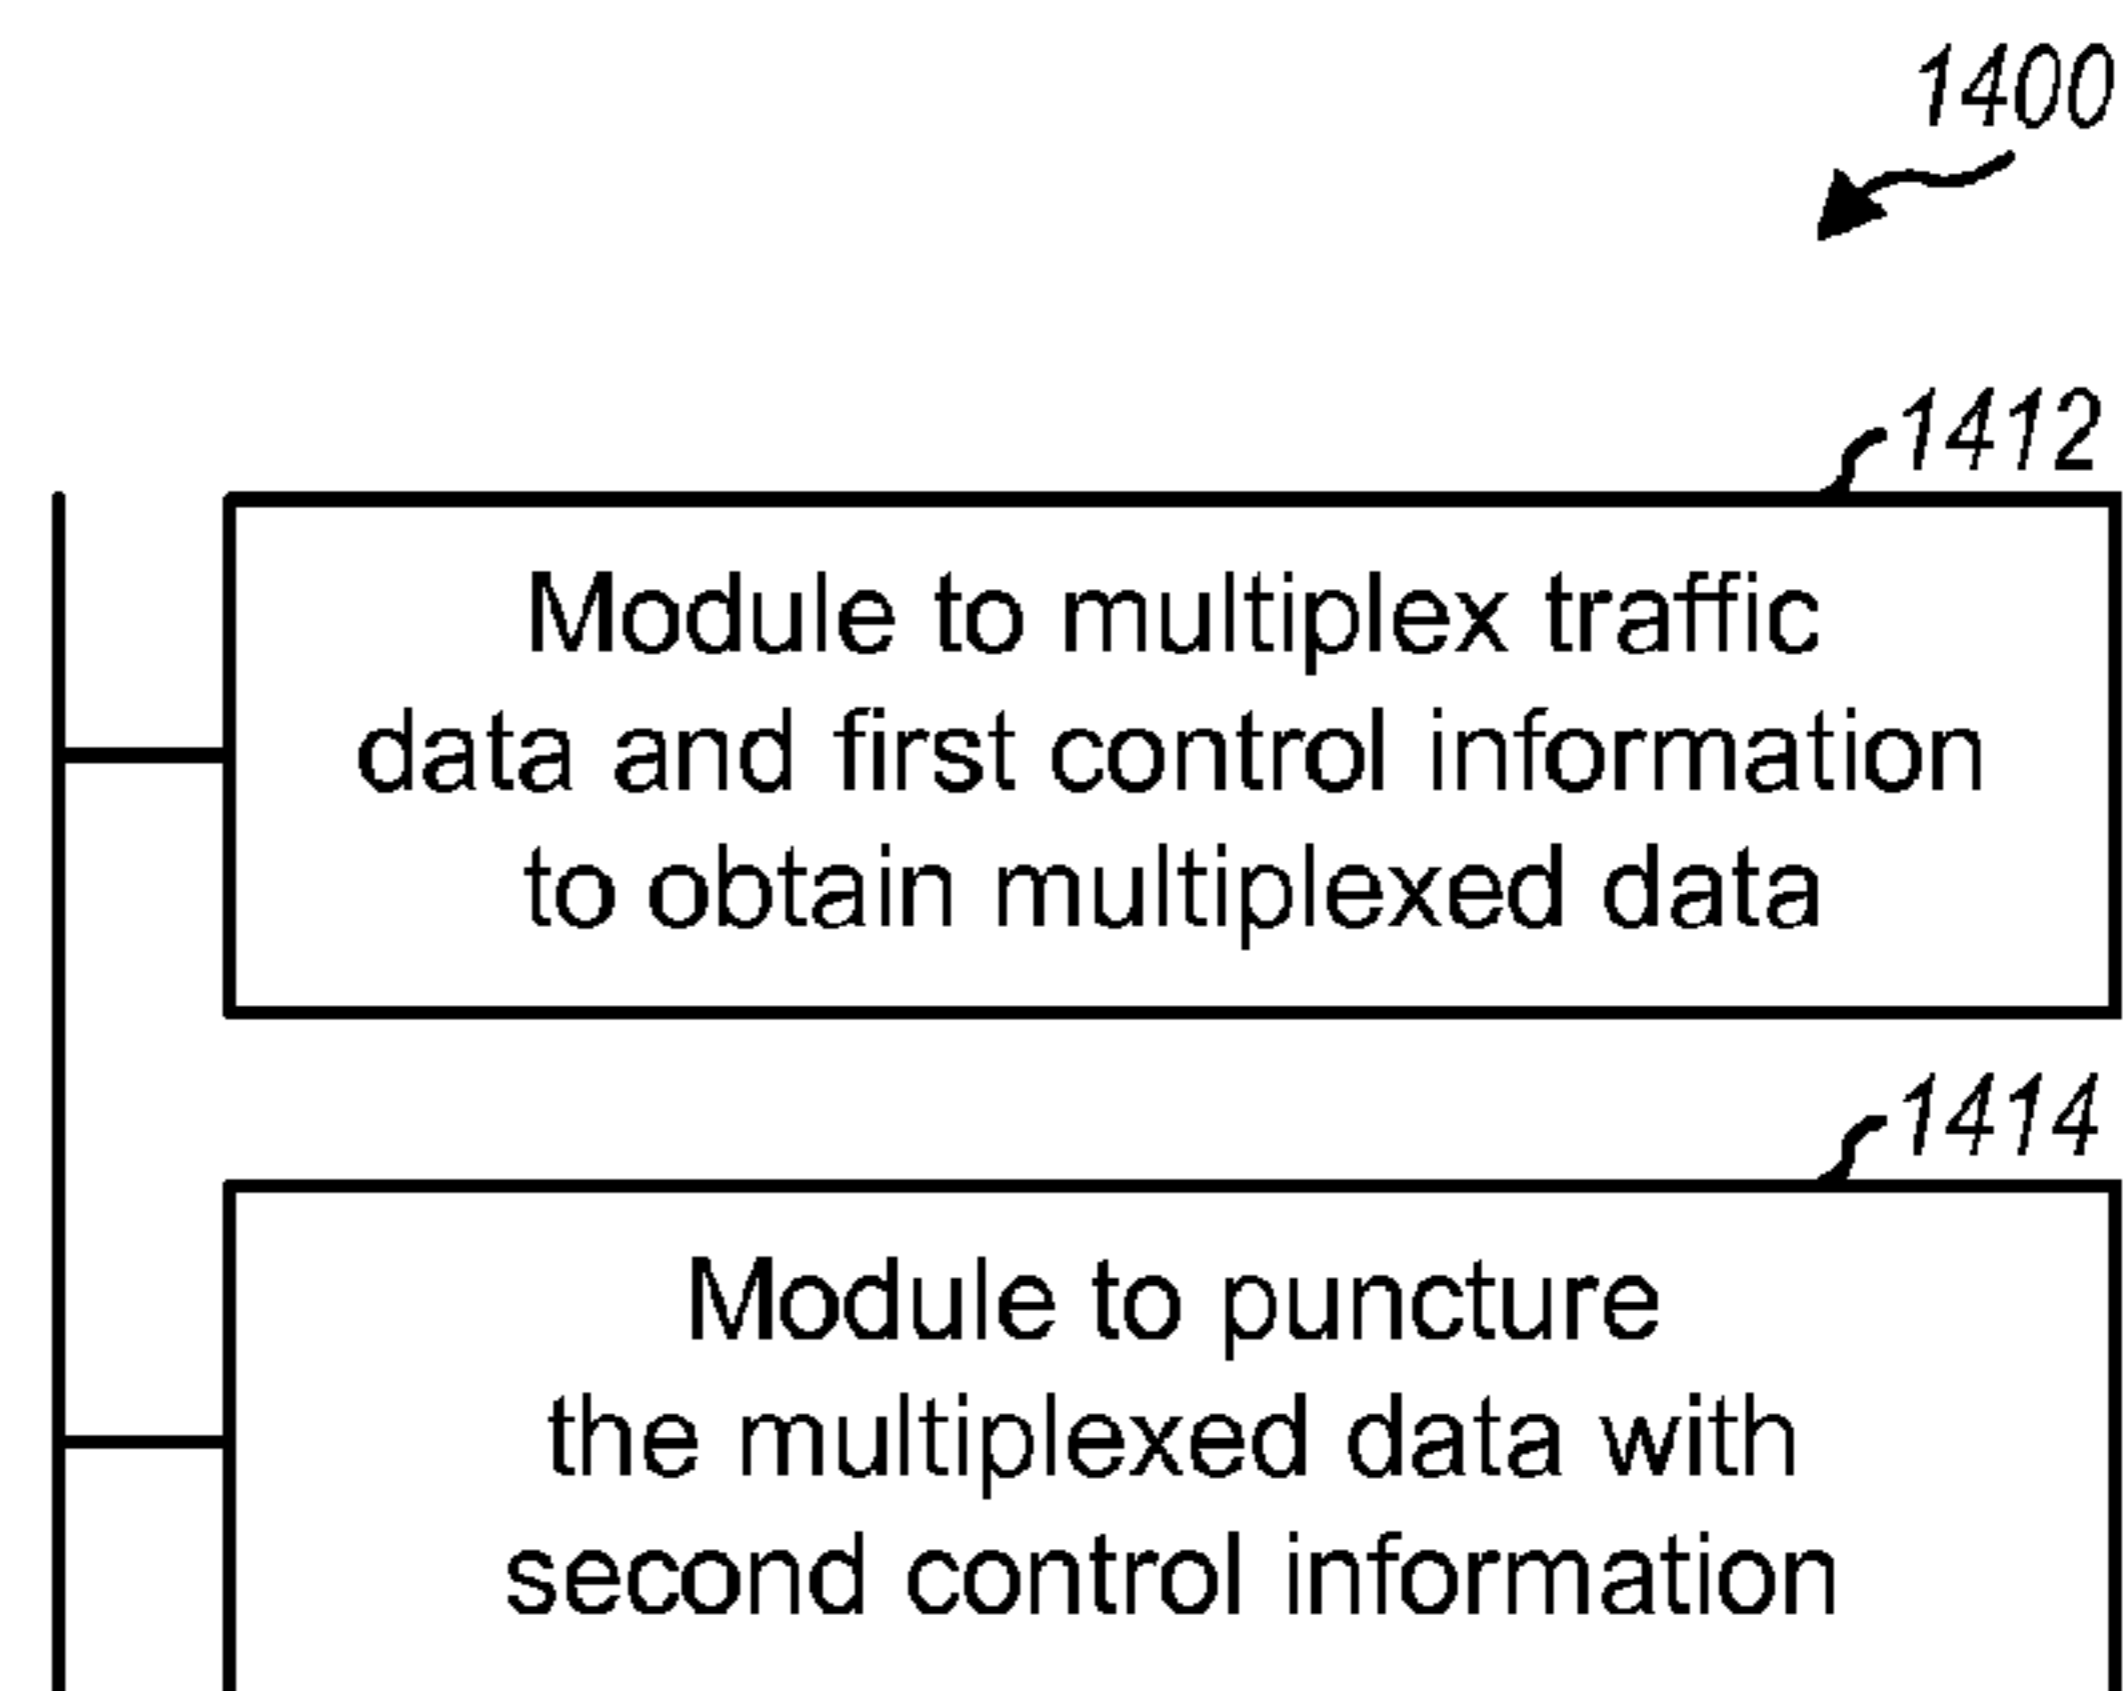 1400
1412
Module to multiplex traffic
data and first control information
to obtain multiplexed data
1414
Module to puncture
the multiplexed data with
second control information